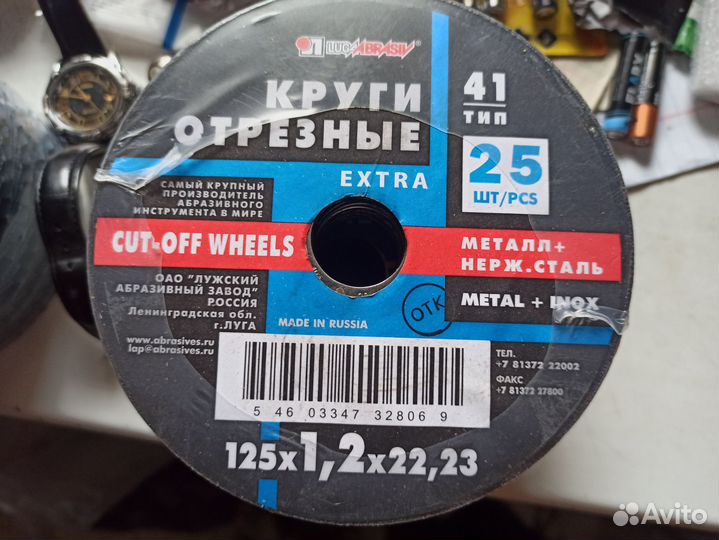 LUGAABRASIV®
КРУГИ
ОТРЕЗНЫЕ
EXTRA
41
ТИП
25
ШТ/PCS
САМЫЙ КРУПНЫЙ
ПРОИЗВОДИТЕЛЬ
АБРАЗИВНОГО
ИНСТРУМЕНТА В МИРЕ
CUT-OFF WHEELS
МЕТАЛЛ+
НЕРЖ.СТАЛЬ
ОАО "ЛУЖСКИЙ
АБРАЗИВНЫЙ ЗАВОД"
РОССИЯ
Ленинградская обл.
г.ЛУГА
METAL + INOX
ОТК
MADE IN RUSSIA
www.abrasives.ru
lap@abrasives.ru
ТЕЛ.
+7 81372 22002
ФАКС
+7 81372 27800
5 46 03347 32806 9
125x1,2x22,23
Avito